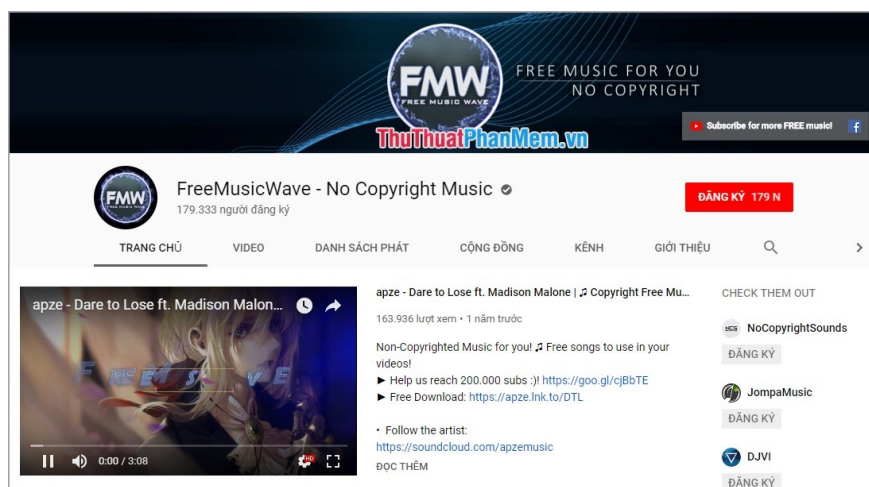 FMW
FREE MUSIC WAVE
FREE MUSIC FOR YOU
NO COPYRIGHT
ThuThuatPhanMem.vn
Subscribe for more FREE music!
FMW
FreeMusicWave - No Copyright Music
179.333 người đăng ký
ĐĂNG KÝ 179 N
TRANG CHỦ VIDEO DANH SÁCH PHÁT CỘNG ĐỒNG KÊNH GIỚI THIỆU
apze - Dare to Lose ft. Madison Malon...
0:00 / 3:08
HD
apze - Dare to Lose ft. Madison Malone | ♫ Copyright Free Mu...
163.936 lượt xem • 1 năm trước
Non-Copyrighted Music for you! ♫ Free songs to use in your
videos!
► Help us reach 200.000 subs :)! https://goo.gl/cjBbTE
► Free Download: https://apze.lnk.to/DTL
• Follow the artist:
https://soundcloud.com/apzemusic
ĐỌC THÊM
CHECK THEM OUT
NoCopyrightSounds
ĐĂNG KÝ
JompaMusic
ĐĂNG KÝ
DJVI
ĐĂNG KÝ